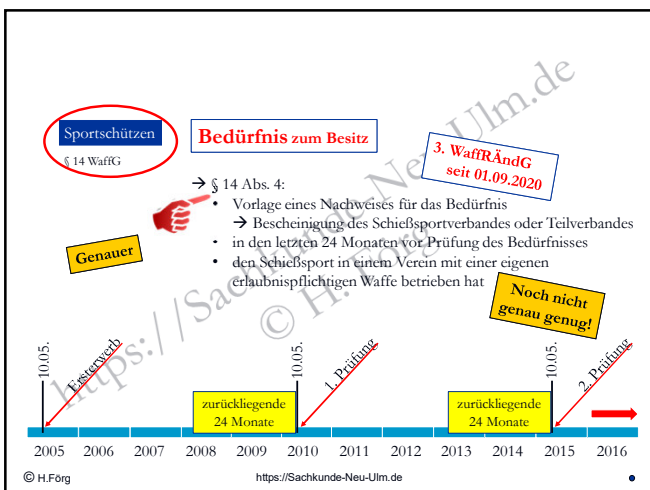 Sportschützen
§ 14 WaffG
Bedürfnis zum Besitz
3. WaffRÄndG
seit 01.09.2020
→ § 14 Abs. 4:
• Vorlage eines Nachweises für das Bedürfnis
→ Bescheinigung des Schießsportverbandes oder Teilverbandes
• in den letzten 24 Monaten vor Prüfung des Bedürfnisses
• den Schießsport in einem Verein mit einer eigenen
erlaubnispflichtigen Waffe betrieben hat
Genauer
Noch nicht
genau genug!
https://Sachkunde-Neu-Ulm.de
© H. Förg
10.05.
Ersterwerb
10.05.
1. Prüfung
10.05.
2. Prüfung
zurückliegende
24 Monate
zurückliegende
24 Monate
2005 2006 2007 2008 2009 2010 2011 2012 2013 2014 2015 2016
© H.Förg
https://Sachkunde-Neu-Ulm.de